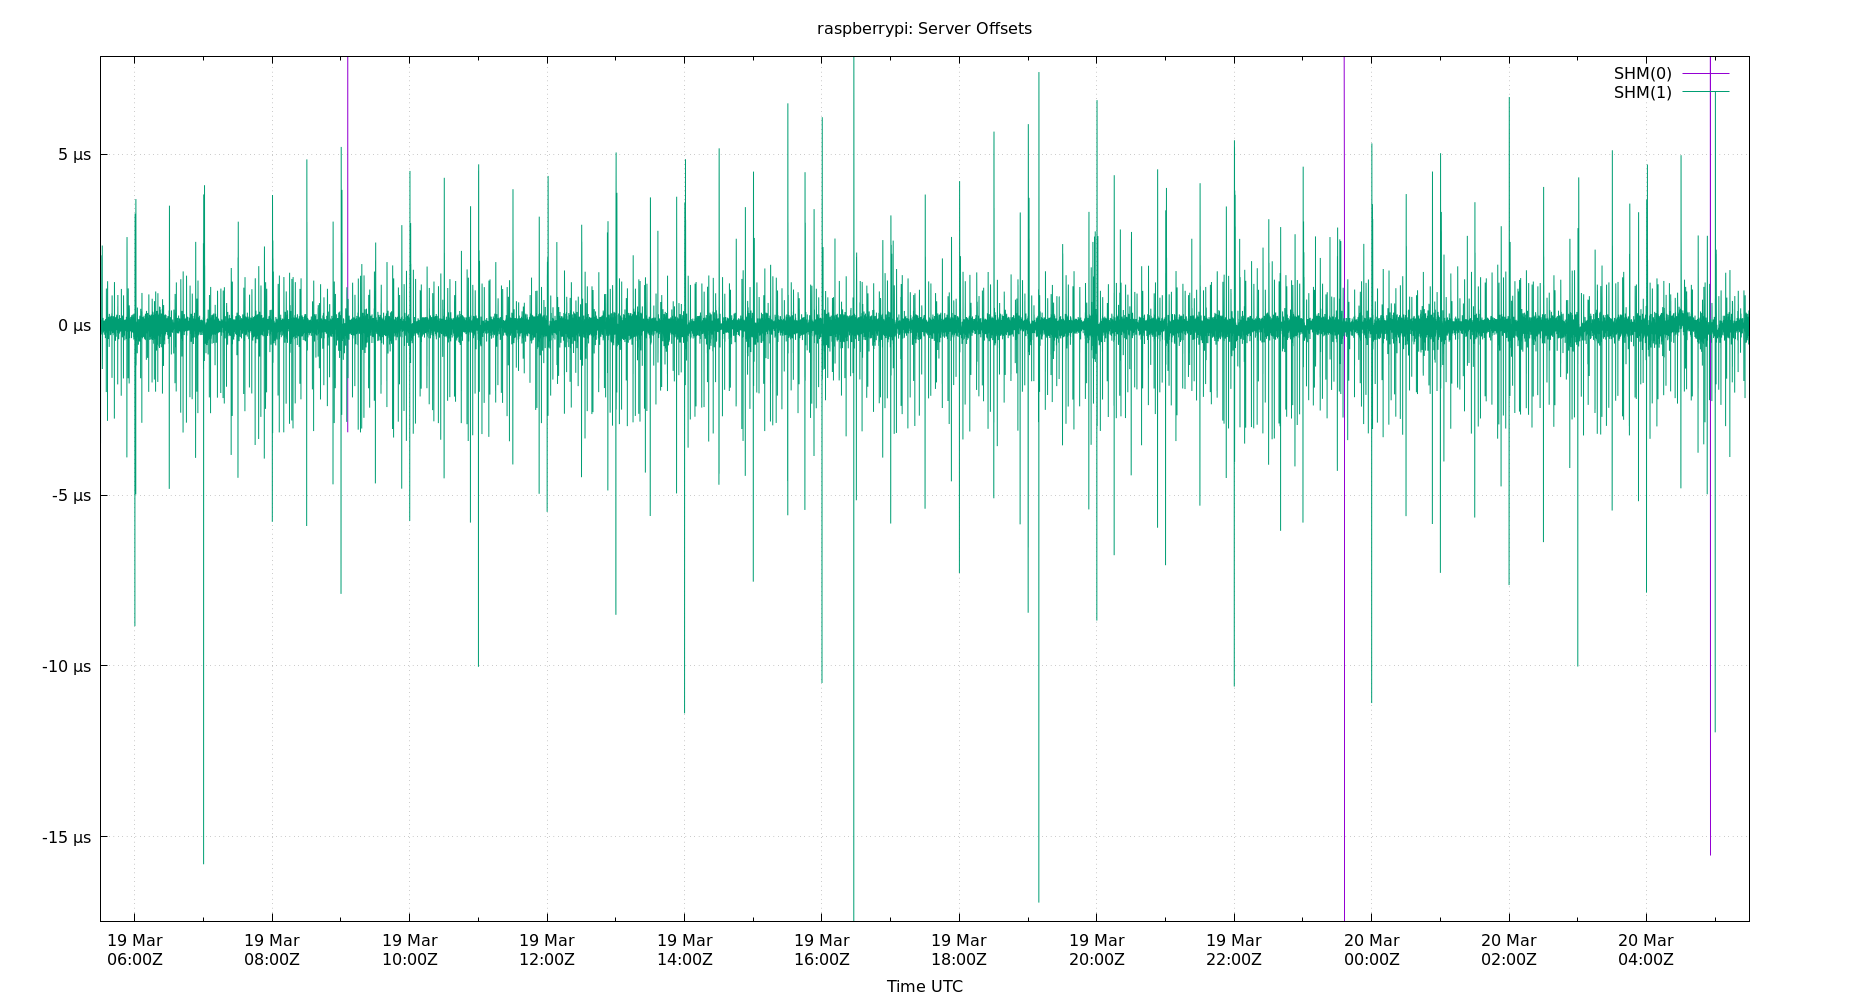 raspberrypi: Server Offsets
SHM(0)
SHM(1)
5 µs
0 µs
-5 µs
-10 µs
-15 µs
19 Mar 19 Mar 19 Mar 19 Mar 19 Mar 19 Mar 19 Mar 19 Mar 19 Mar 20 Mar 20 Mar 20 Mar
06:00Z 08:00Z 10:00Z 12:00Z 14:00Z 16:00Z 18:00Z 20:00Z 22:00Z 00:00Z 02:00Z 04:00Z
Time UTC